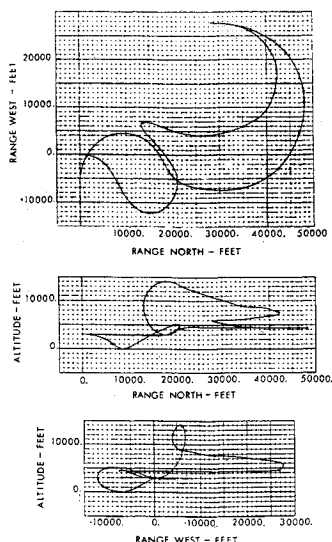 20000.
10000.
0.
-10000.
RANGE WEST – FEET
10000. 20000. 30000. 40000. 50000.
RANGE NORTH – FEET
10000.
0.
ALTITUDE–FEET
0. 10000. 20000. 30000. 40000. 50000.
RANGE NORTH – FEET
10000.
0.
ALTITUDE–FEET
-10000. 0. -10000. 20000. 30000
RANGE WEST – FEET